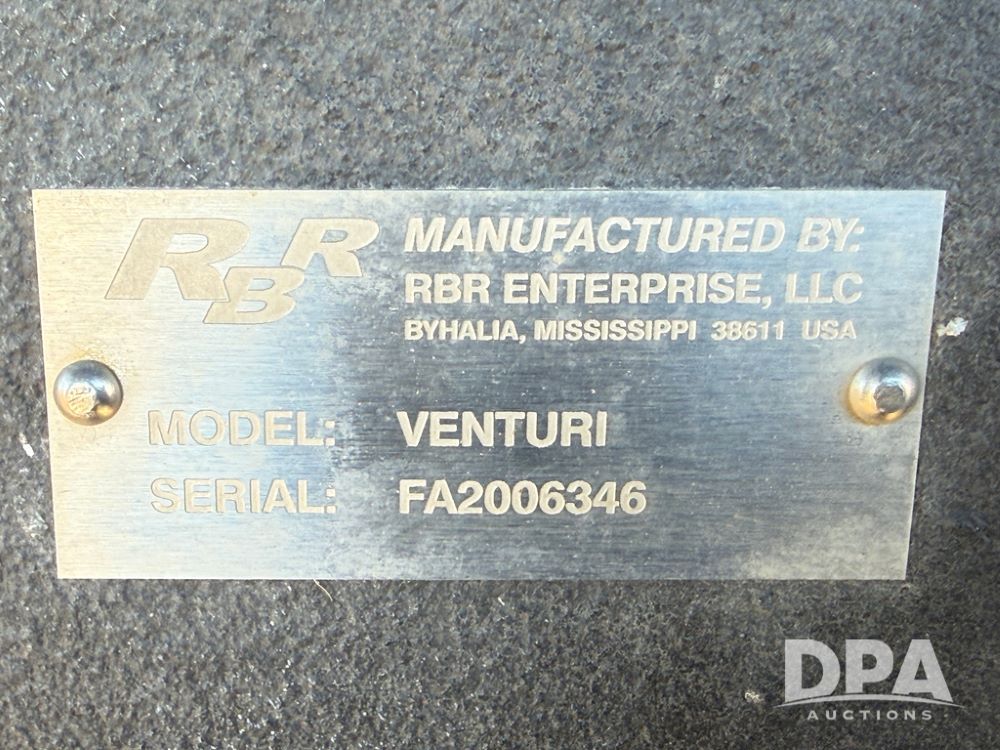 RBR
MANUFACTURED BY:
RBR ENTERPRISE, LLC
BYHALIA, MISSISSIPPI 38611 USA
MODEL: VENTURI
SERIAL: FA2006346
DPA
AUCTIONS